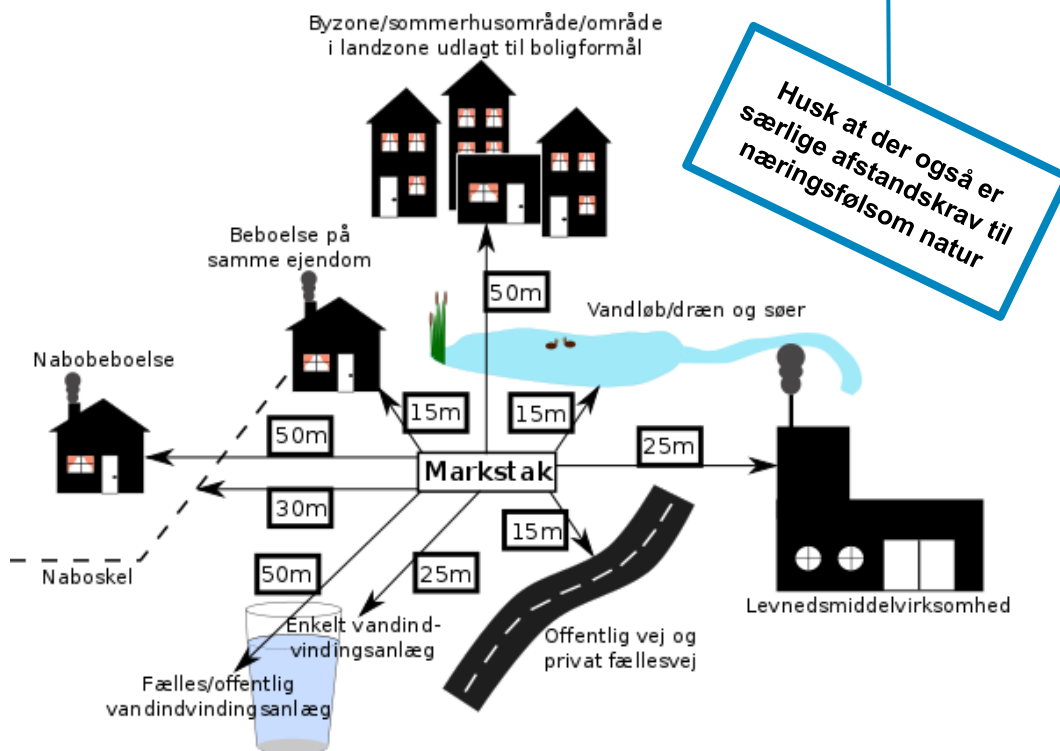 Byzone/sommerhusområde/område
i landzone udlagt til boligformål
Husk at der også er
særlige afstandskrav til
næringsfølsom natur
Beboelse på
samme ejendom
50m
Vandløb/dræn og søer
Nabobeboelse
15m
15m
50m
25m
Markstak
30m
15m
50m
25m
Naboskel
Levnedsmiddelvirksomhed
Enkelt vandind-
vindingsanlæg
Offentlig vej og
privat fællesvej
Fælles/offentlig
vandindvindingsanlæg